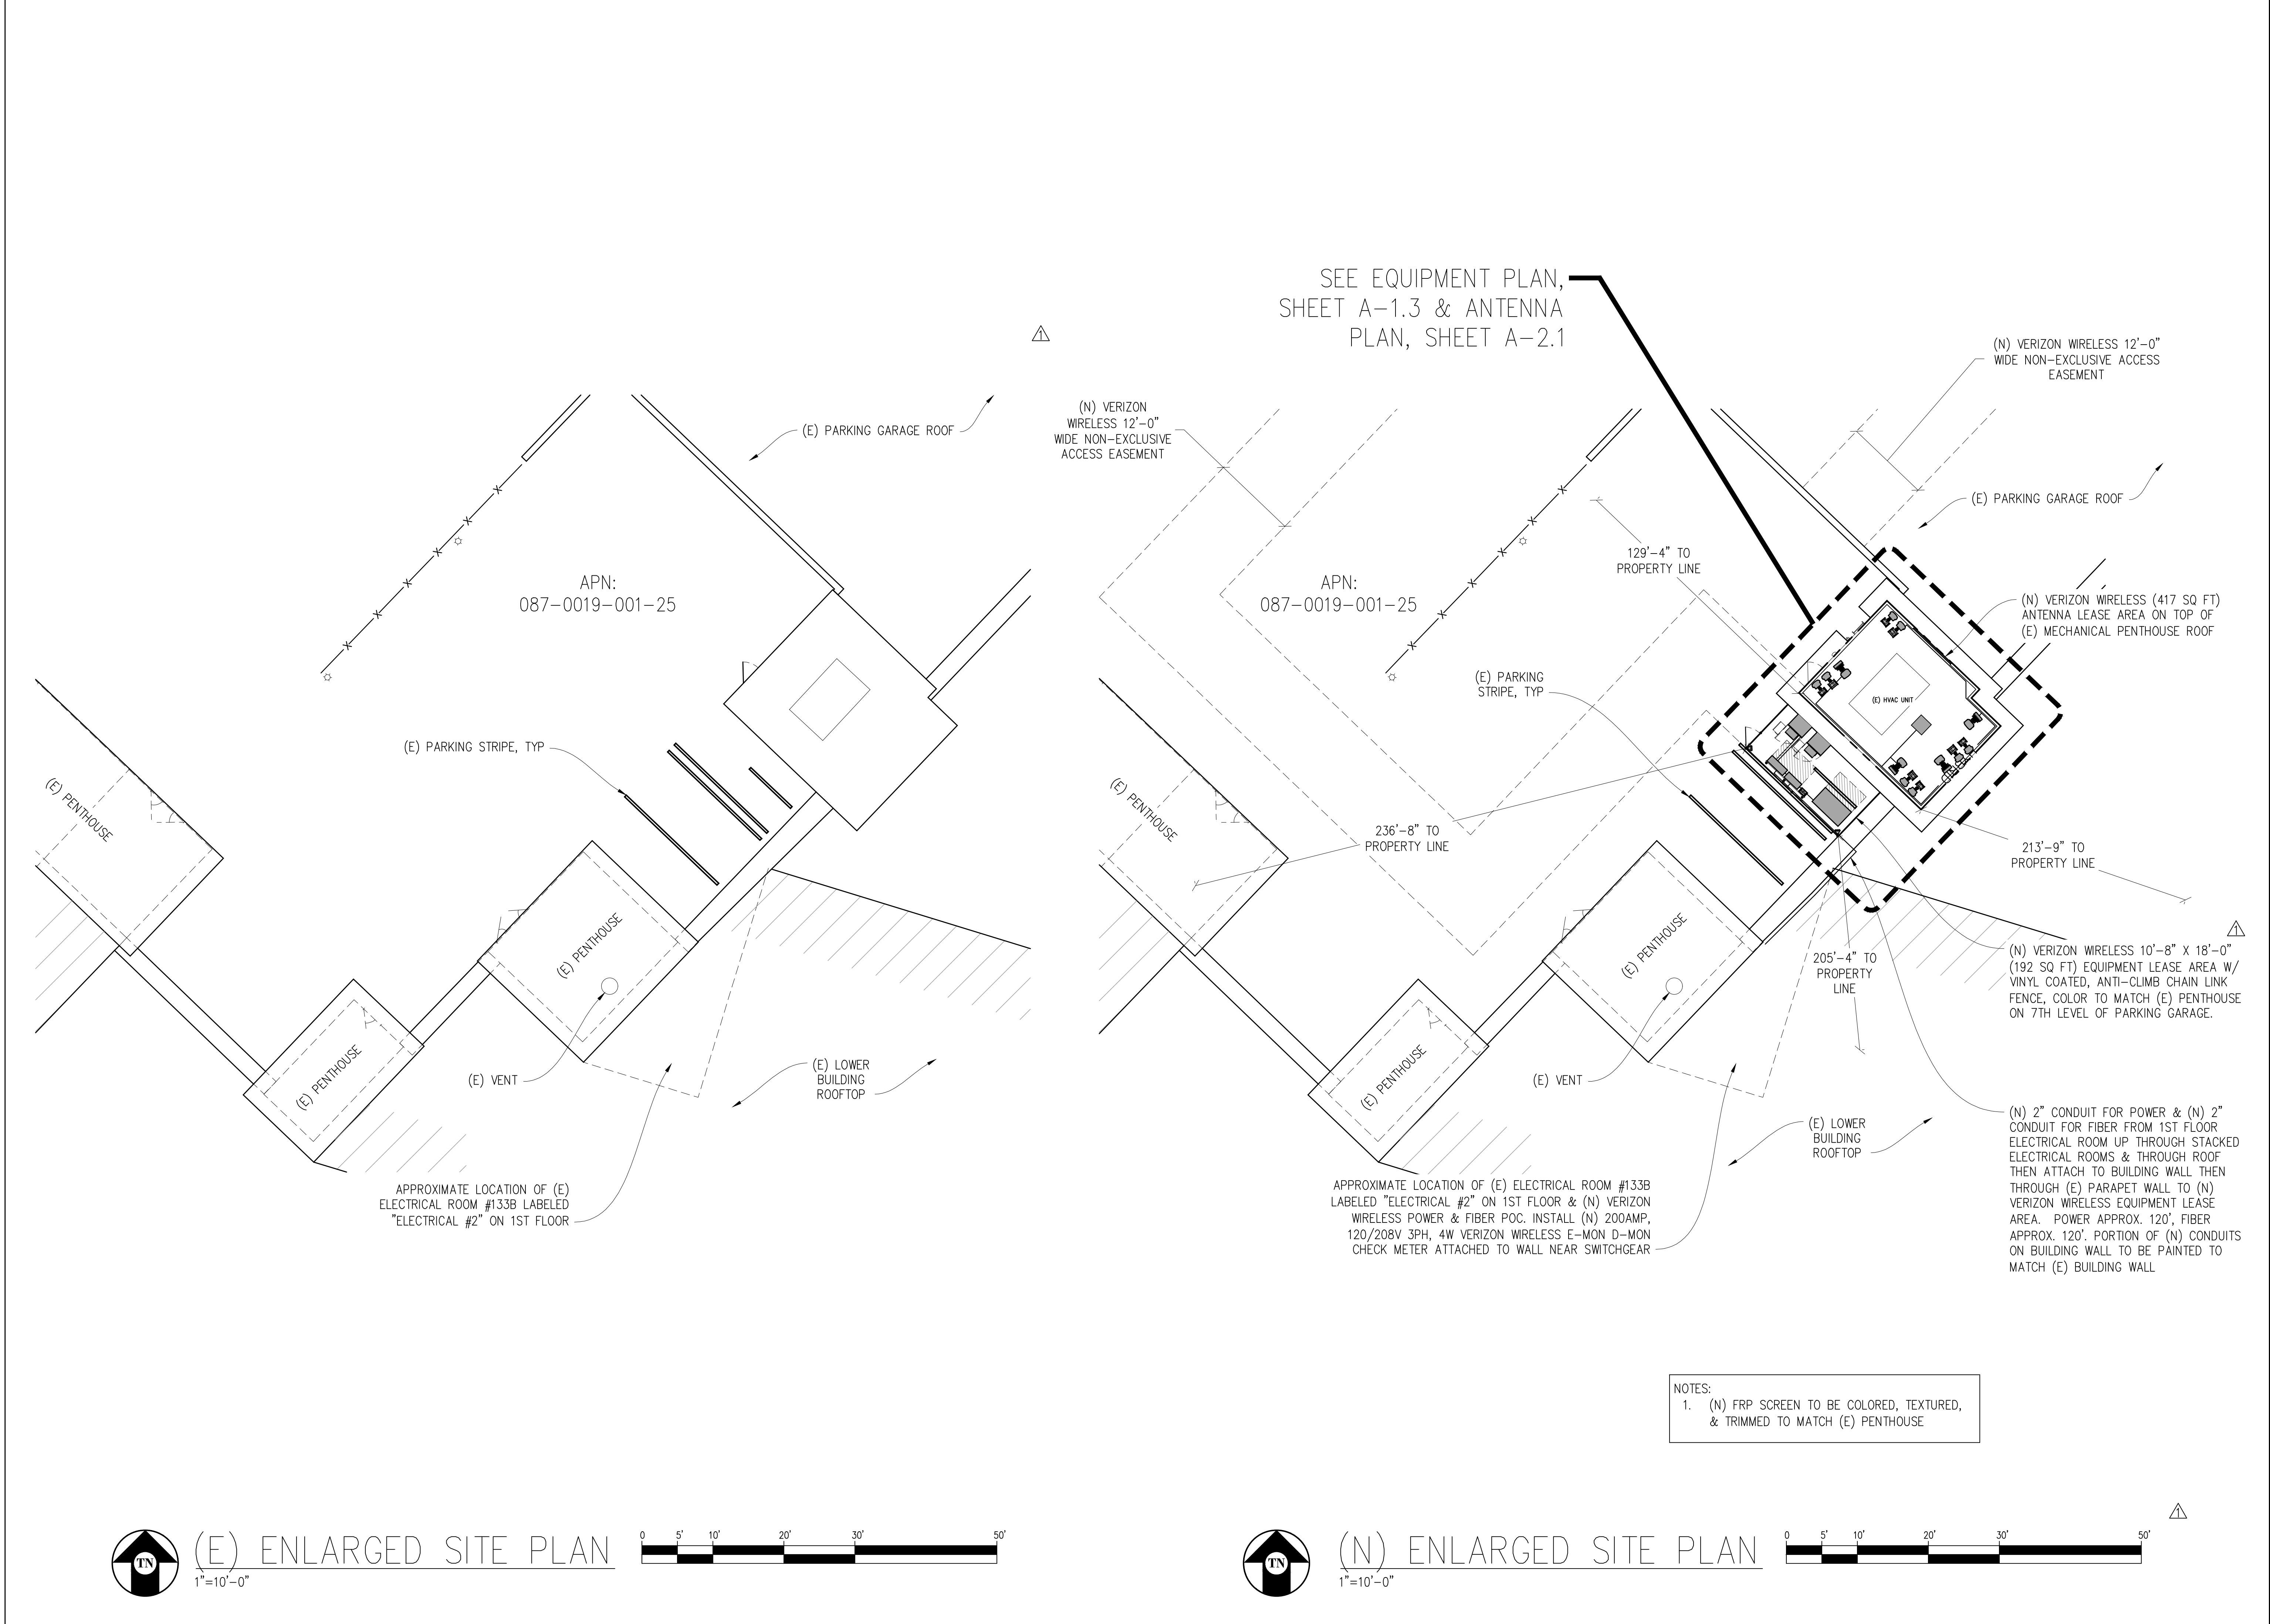 1
(E) PARKING GARAGE ROOF
APN:
087-0019-001-25
(E) PARKING STRIPE, TYP
(E) PENTHOUSE
(E) PENTHOUSE
(E) PENTHOUSE
(E) VENT
(E) LOWER
BUILDING
ROOFTOP
APPROXIMATE LOCATION OF (E)
ELECTRICAL ROOM #133B LABELED
"ELECTRICAL #2" ON 1ST FLOOR
TN
(E) ENLARGED SITE PLAN
1"=10'-0"
0 5' 10' 20' 30' 50'
SEE EQUIPMENT PLAN,
SHEET A-1.3 & ANTENNA
PLAN, SHEET A-2.1
(N) VERIZON WIRELESS 12'-0"
WIDE NON-EXCLUSIVE ACCESS
EASEMENT
(N) VERIZON
WIRELESS 12'-0"
WIDE NON-EXCLUSIVE
ACCESS EASEMENT
(E) PARKING GARAGE ROOF
129'-4" TO
PROPERTY LINE
APN:
087-0019-001-25
(N) VERIZON WIRELESS (417 SQ FT)
ANTENNA LEASE AREA ON TOP OF
(E) MECHANICAL PENTHOUSE ROOF
(E) PARKING
STRIPE, TYP
(E) HVAC UNIT
(E) PENTHOUSE
236'-8" TO
PROPERTY LINE
213'-9" TO
PROPERTY LINE
(E) PENTHOUSE
1
(N) VERIZON WIRELESS 10'-8" X 18'-0"
(192 SQ FT) EQUIPMENT LEASE AREA W/
VINYL COATED, ANTI-CLIMB CHAIN LINK
FENCE, COLOR TO MATCH (E) PENTHOUSE
ON 7TH LEVEL OF PARKING GARAGE.
205'-4" TO
PROPERTY
LINE
(E) PENTHOUSE
(E) VENT
(E) LOWER
BUILDING
ROOFTOP
(N) 2" CONDUIT FOR POWER & (N) 2"
CONDUIT FOR FIBER FROM 1ST FLOOR
ELECTRICAL ROOM UP THROUGH STACKED
ELECTRICAL ROOMS & THROUGH ROOF
THEN ATTACH TO BUILDING WALL THEN
THROUGH (E) PARAPET WALL TO (N)
VERIZON WIRELESS EQUIPMENT LEASE
AREA. POWER APPROX. 120', FIBER
APPROX. 120'. PORTION OF (N) CONDUITS
ON BUILDING WALL TO BE PAINTED TO
MATCH (E) BUILDING WALL
APPROXIMATE LOCATION OF (E) ELECTRICAL ROOM #133B
LABELED "ELECTRICAL #2" ON 1ST FLOOR & (N) VERIZON
WIRELESS POWER & FIBER POC. INSTALL (N) 200AMP,
120/208V 3PH, 4W VERIZON WIRELESS E-MON D-MON
CHECK METER ATTACHED TO WALL NEAR SWITCHGEAR
NOTES:
1. (N) FRP SCREEN TO BE COLORED, TEXTURED,
& TRIMMED TO MATCH (E) PENTHOUSE
1
TN
(N) ENLARGED SITE PLAN
1"=10'-0"
0 5' 10' 20' 30' 50'